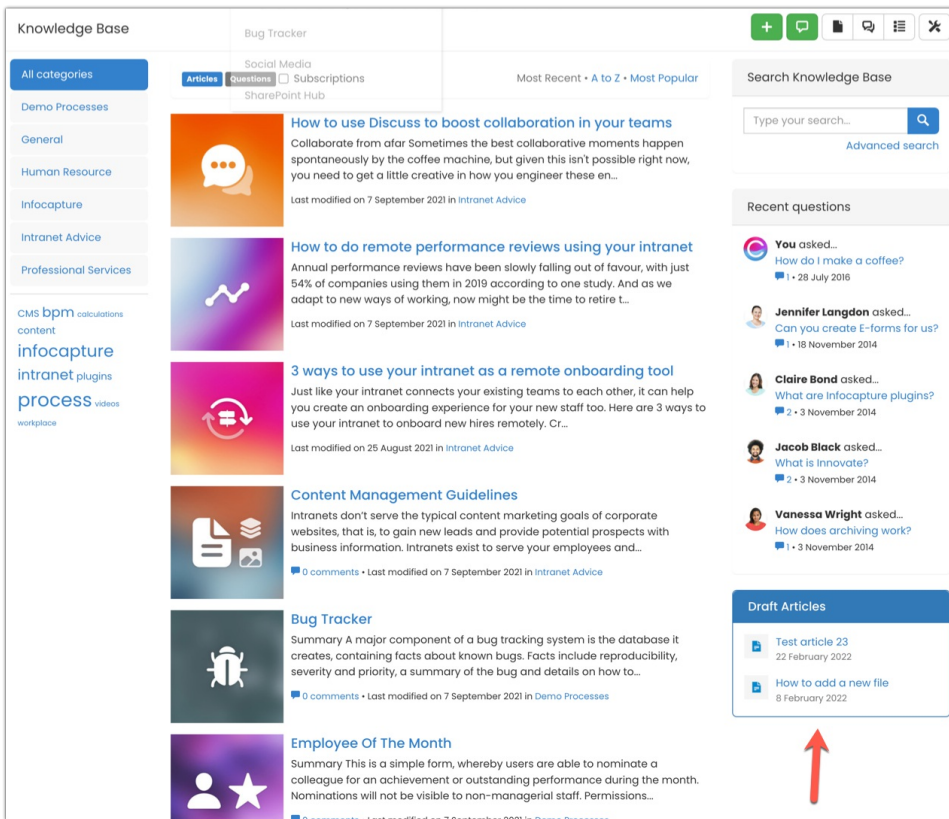 Knowledge Base
Bug Tracker
Social Media
SharePoint Hub
All categories
Demo Processes
General
Human Resource
Infocapture
Intranet Advice
Professional Services
CMS bpm calculations
content
infocapture
intranet plugins
process videos
workplace
Articles Questions Subscriptions
Most Recent • A to Z • Most Popular
How to use Discuss to boost collaboration in your teams
Collaborate from afar Sometimes the best collaborative moments happen
spontaneously by the coffee machine, but given this isn't possible right now,
you need to get a little creative in how you engineer these en...
Last modified on 7 September 2021 in Intranet Advice
How to do remote performance reviews using your intranet
Annual performance reviews have been slowly falling out of favour, with just
54% of companies using them in 2019 according to one study. And as we
adapt to new ways of working, now might be the time to retire t...
Last modified on 7 September 2021 in Intranet Advice
3 ways to use your intranet as a remote onboarding tool
Just like your intranet connects your existing teams to each other, it can help
you create an onboarding experience for your new staff too. Here are 3 ways to
use your intranet to onboard new hires remotely. Cr...
Last modified on 25 August 2021 in Intranet Advice
Content Management Guidelines
Intranets don't serve the typical content marketing goals of corporate
websites, that is, to gain new leads and provide potential prospects with
business information. Intranets exist to serve your employees and...
0 comments • Last modified on 7 September 2021 in Intranet Advice
Bug Tracker
Summary A major component of a bug tracking system is the database it
creates, containing facts about known bugs. Facts include reproducibility,
severity and priority, a summary of the bug and details on how to...
0 comments • Last modified on 7 September 2021 in Demo Processes
Employee Of The Month
Summary This is a simple form, whereby users are able to nominate a
colleague for an achievement or outstanding performance during the month.
Nominations will not be visible to non-managerial staff. Permissions...
0 comments • Last modified on 7 September 2021 in Demo Processes
Search Knowledge Base
Type your search...
Advanced search
Recent questions
You asked...
How do I make a coffee?
1 • 28 July 2016
Jennifer Langdon asked...
Can you create E-forms for us?
1 • 18 November 2014
Claire Bond asked...
What are Infocapture plugins?
2 • 3 November 2014
Jacob Black asked...
What is Innovate?
2 • 3 November 2014
Vanessa Wright asked...
How does archiving work?
1 • 3 November 2014
Draft Articles
Test article 23
22 February 2022
How to add a new file
8 February 2022